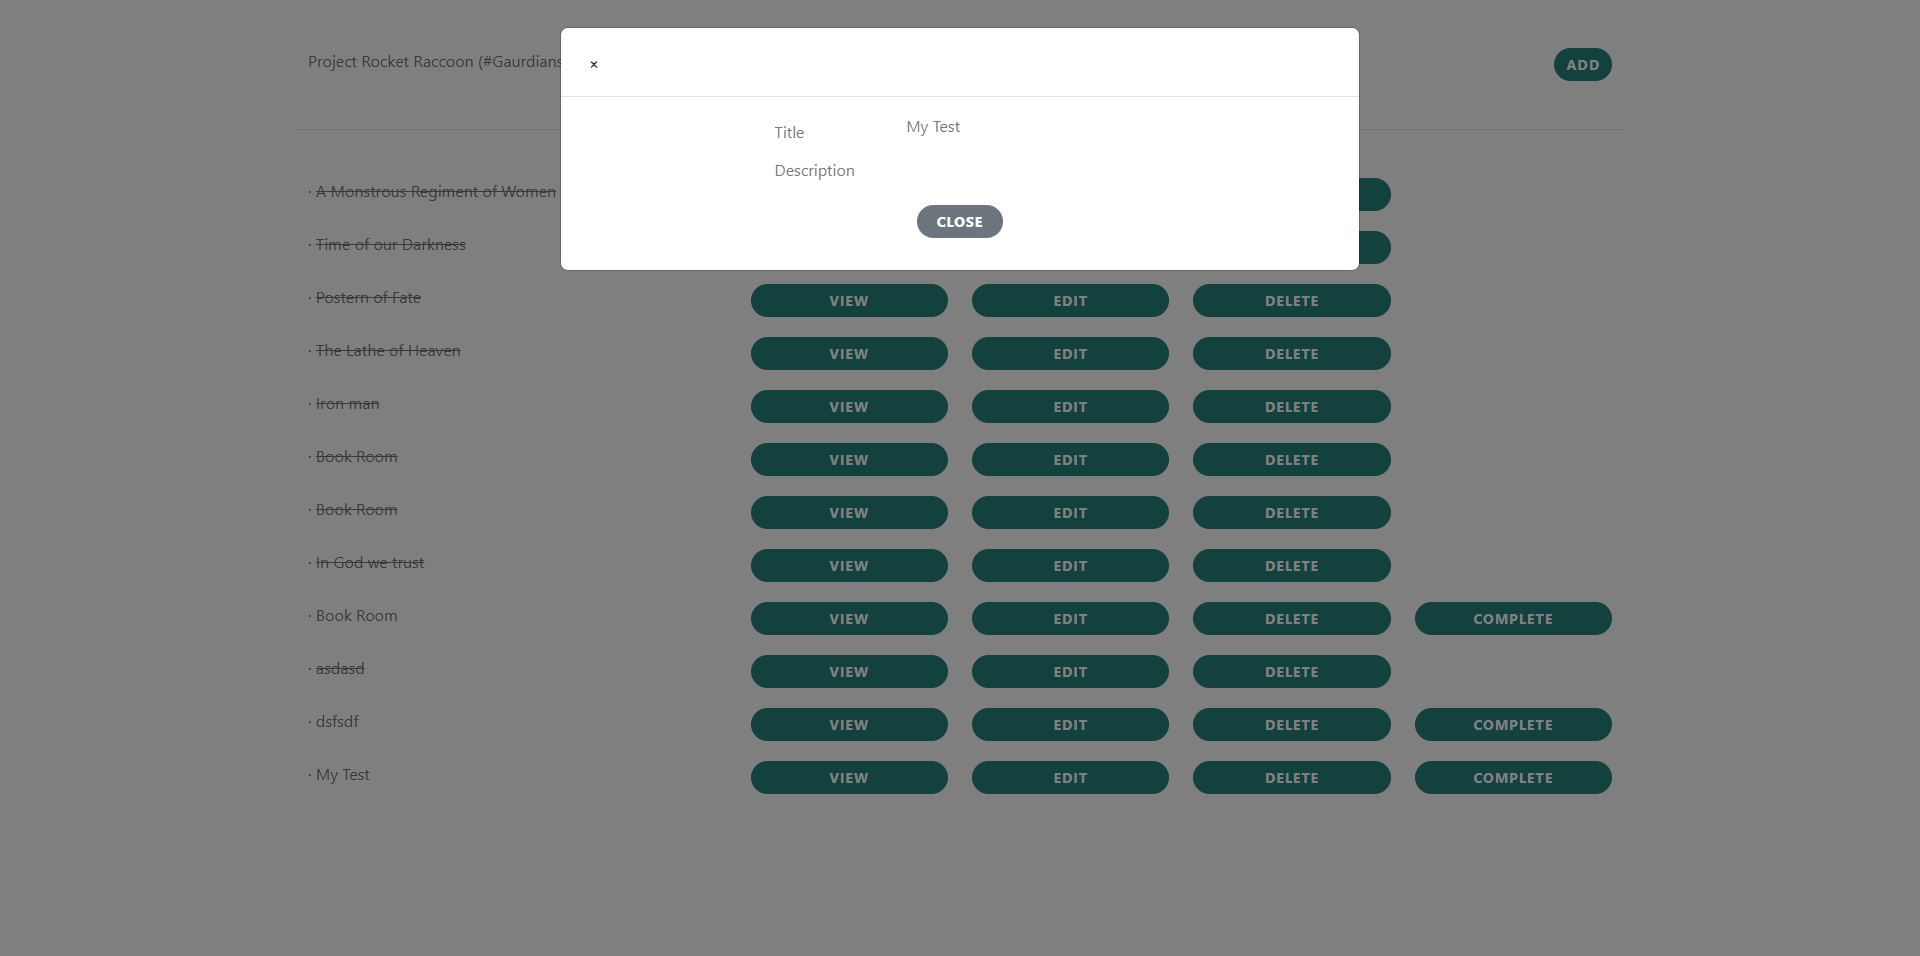 Project Rocket Raccoon (#Gaurdians
ADD
×
Title My Test
Description
CLOSE
· A Monstrous Regiment of Women
· Time of our Darkness
· Postern of Fate VIEW EDIT DELETE
· The Lathe of Heaven VIEW EDIT DELETE
· Iron man VIEW EDIT DELETE
· Book Room VIEW EDIT DELETE
· Book Room VIEW EDIT DELETE
· In God we trust VIEW EDIT DELETE
· Book Room VIEW EDIT DELETE COMPLETE
· asdasd VIEW EDIT DELETE
· dsfsdf VIEW EDIT DELETE COMPLETE
· My Test VIEW EDIT DELETE COMPLETE